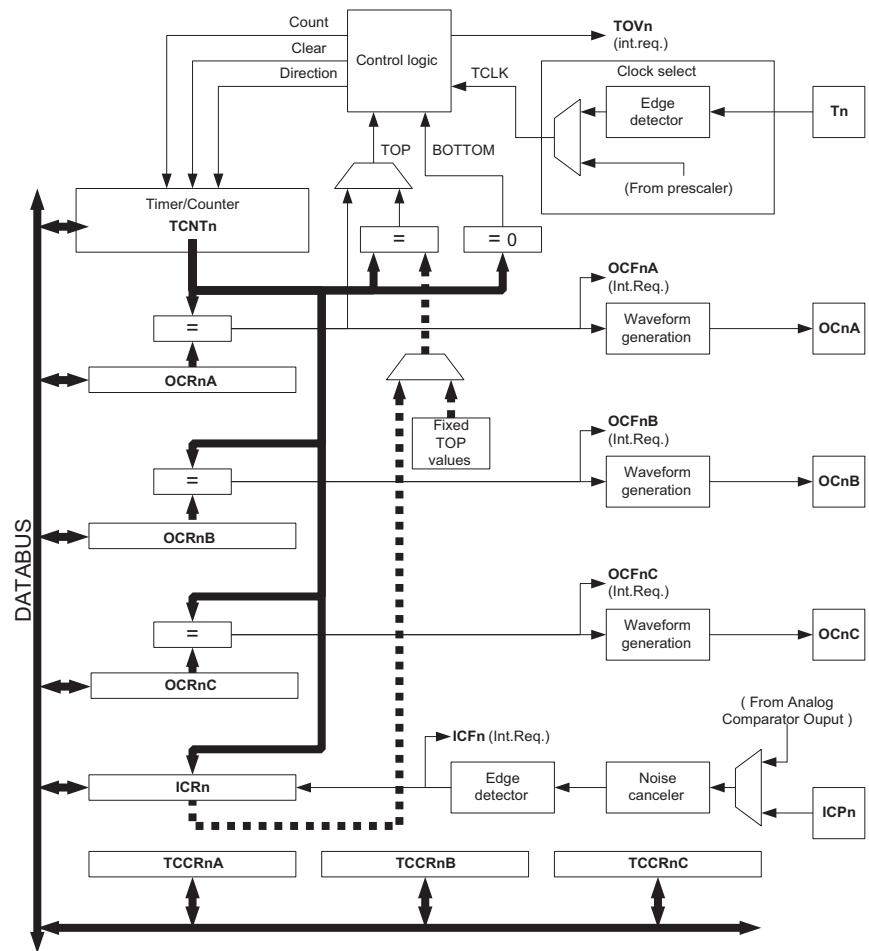 Count
TOVn
(int.req.)
Clear
Control logic
Direction
TCLK
Clock select
Edge
detector
Tn
TOP
BOTTOM
(From prescaler)
Timer/Counter
TCNTn
=
= 0
OCFnA
(Int.Req.)
=
Waveform
generation
OCnA
OCRnA
Fixed
TOP
values
OCFnB
(Int.Req.)
=
Waveform
generation
OCnB
OCRnB
DATABUS
OCFnC
(Int.Req.)
=
Waveform
generation
OCnC
OCRnC
( From Analog
Comparator Ouput )
ICFn (Int.Req.)
ICRn
Edge
detector
Noise
canceler
ICPn
TCCRnA
TCCRnB
TCCRnC